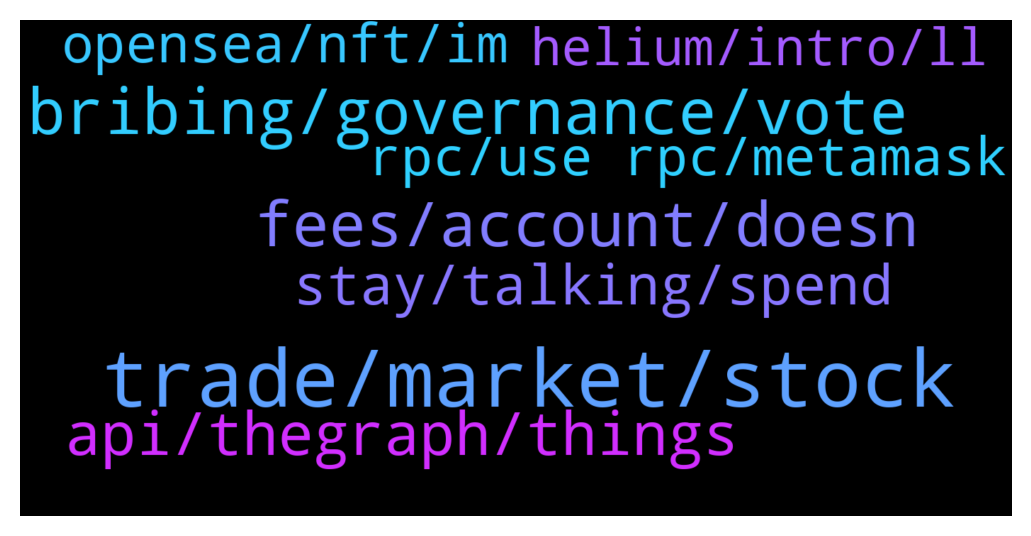 opensea/nft/im helium/intro/ll
bribing/governance/vote
rpc/use rpc/metamask
fees/account/doesn
stay/talking/spend
trade/market/stock
api/thegraph/things